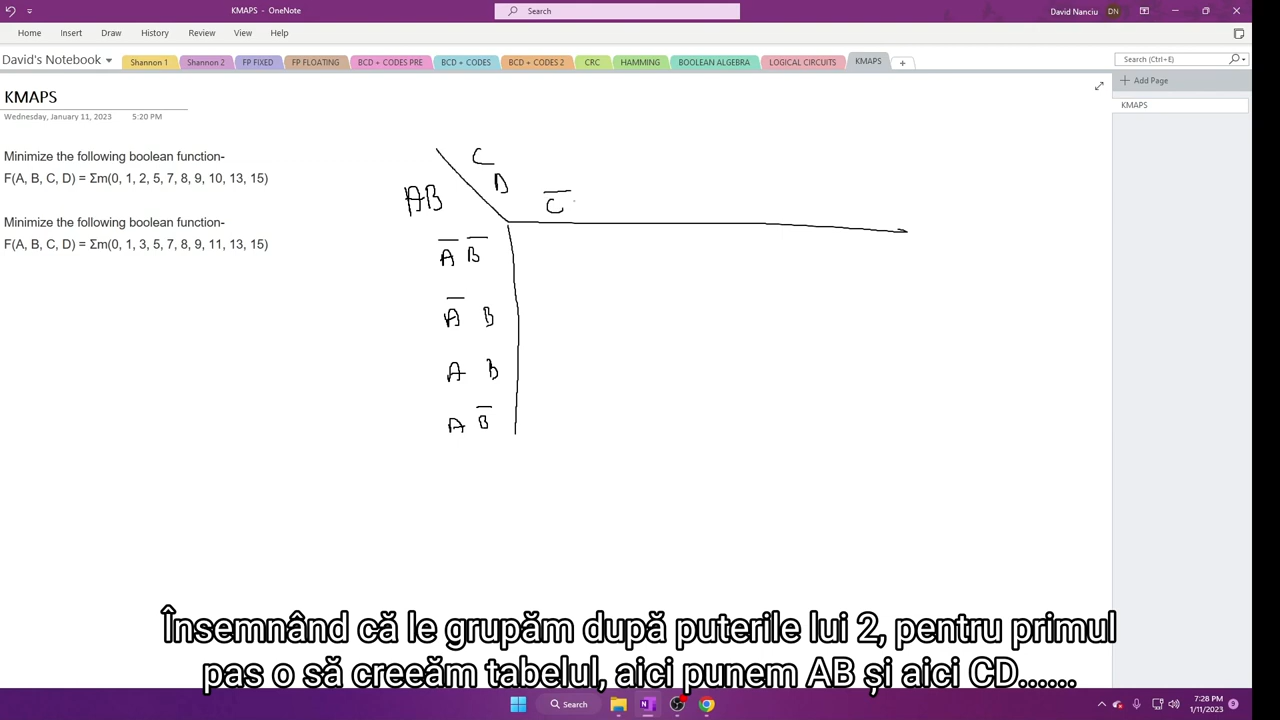 KMAPS - OneNote
Search
David Nanciu DN
Home Insert Draw History Review View Help
David's Notebook Shannon 1 Shannon 2 FP FIXED FP FLOATING BCD + CODES PRE BCD + CODES BCD + CODES 2 CRC HAMMING BOOLEAN ALGEBRA LOGICAL CIRCUITS KMAPS Search (Ctrl+E)
Add Page
KMAPS
KMAPS
Wednesday, January 11, 2023 5:20 PM
Minimize the following boolean function-
F(A, B, C, D) = Σm(0, 1, 2, 5, 7, 8, 9, 10, 13, 15)
Minimize the following boolean function-
F(A, B, C, D) = Σm(0, 1, 3, 5, 7, 8, 9, 11, 13, 15)
C
D
AB
C̅
A̅ B̅
A̅ B
A B
A B̅
Însemnând că le grupăm după puterile lui 2, pentru primul
pas o să creeăm tabelul, aici punem AB și aici CD......
Search
7:28 PM
1/11/2023